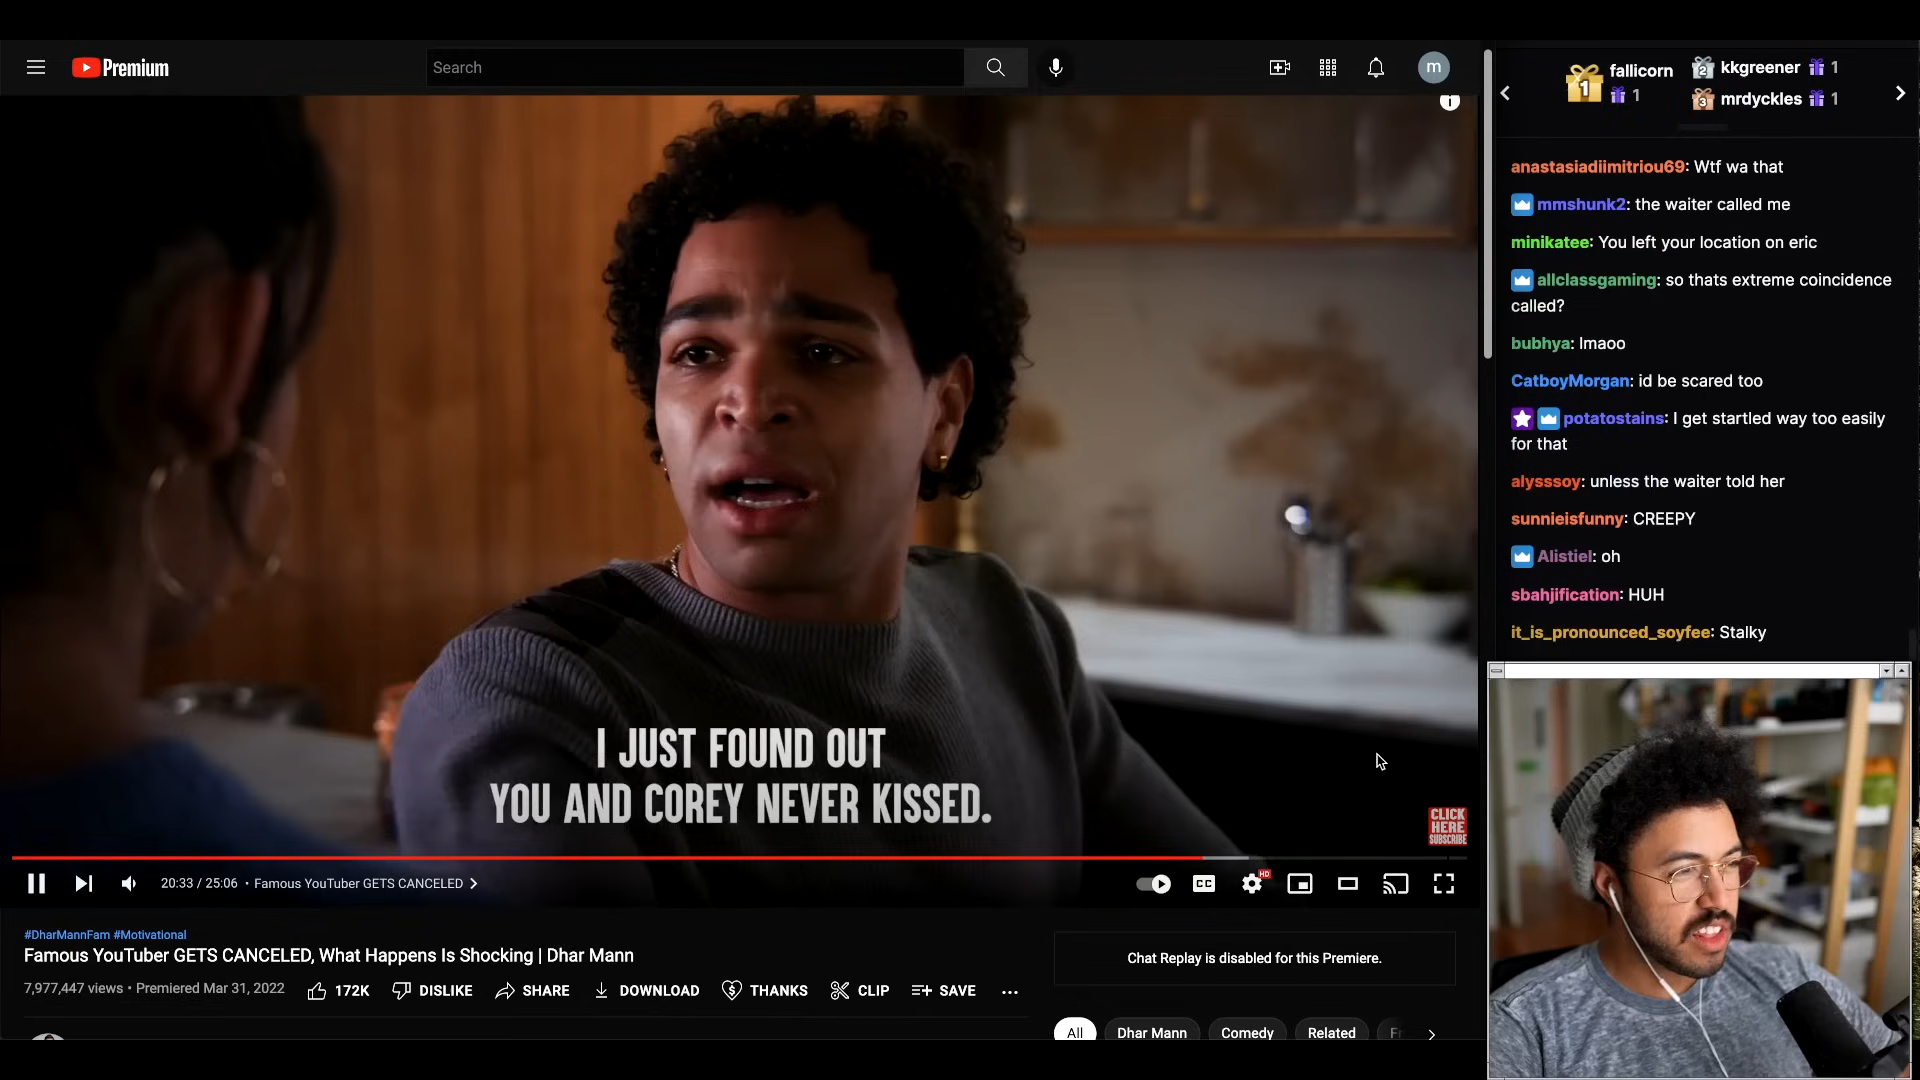 Premium
Search
m
1
fallicorn
1
2
kkgreener
1
3
mrdyckles
1
anastasiadiimitriou69: Wtf wa that
mmshunk2: the waiter called me
minikatee: You left your location on eric
allclassgaming: so thats extreme coincidence
called?
bubhya: lmaoo
CatboyMorgan: id be scared too
potatostains: I get startled way too easily
for that
alysssoy: unless the waiter told her
sunnieisfunny: CREEPY
Alistiel: oh
sbahjification: HUH
it_is_pronounced_soyfee: Stalky
I JUST FOUND OUT
YOU AND COREY NEVER KISSED.
CLICK
HERE
SUBSCRIBE
20:33 / 25:06 • Famous YouTuber GETS CANCELED
CC
HD
#DharMannFam #Motivational
Famous YouTuber GETS CANCELED, What Happens Is Shocking | Dhar Mann
7,977,447 views • Premiered Mar 31, 2022
172K
DISLIKE
SHARE
DOWNLOAD
THANKS
CLIP
SAVE
Chat Replay is disabled for this Premiere.
All
Dhar Mann
Comedy
Related